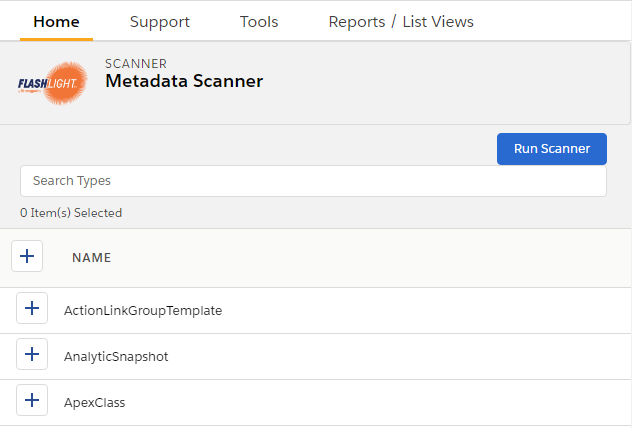 Home Support Tools Reports / List Views
SCANNER
FLASHLIGHT
Metadata Scanner
Run Scanner
Search Types
0 Item(s) Selected
NAME
ActionLinkGroupTemplate
AnalyticSnapshot
ApexClass